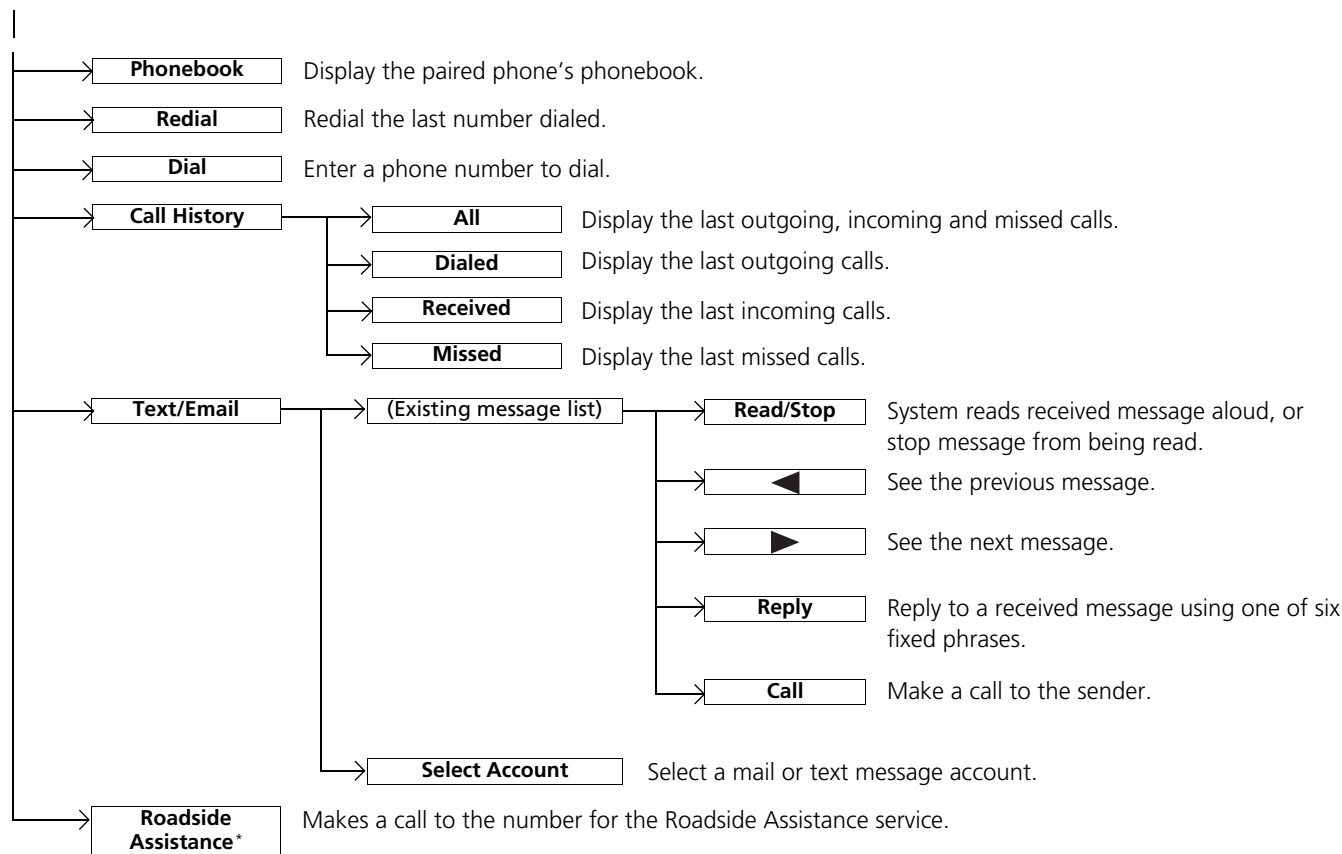 Phonebook Display the paired phone's phonebook.
Redial Redial the last number dialed.
Dial Enter a phone number to dial.
Call History
All Display the last outgoing, incoming and missed calls.
Dialed Display the last outgoing calls.
Received Display the last incoming calls.
Missed Display the last missed calls.
Text/Email
(Existing message list)
Read/Stop System reads received message aloud, or
stop message from being read.
◀ See the previous message.
▶ See the next message.
Reply Reply to a received message using one of six
fixed phrases.
Call Make a call to the sender.
Select Account Select a mail or text message account.
Roadside
Assistance* Makes a call to the number for the Roadside Assistance service.